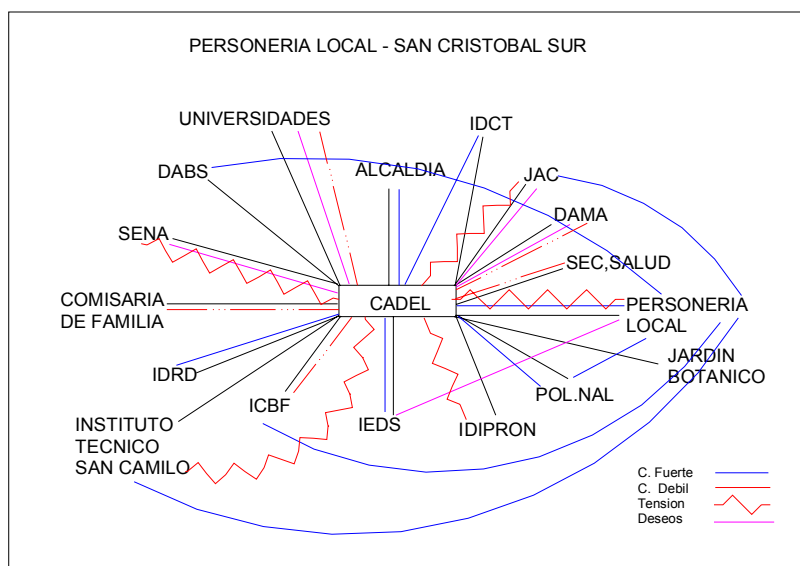 PERSONERIA LOCAL - SAN CRISTOBAL SUR
UNIVERSIDADES
IDCT
DABS
ALCALDIA
JAC
DAMA
SENA
SEC,SALUD
COMISARIA
DE FAMILIA
CADEL
PERSONERIA
LOCAL
JARDIN
BOTANICO
IDRD
POL.NAL
ICBF
INSTITUTO
TECNICO
SAN CAMILO
IEDS
IDIPRON
C. Fuerte
C. Debil
Tension
Deseos